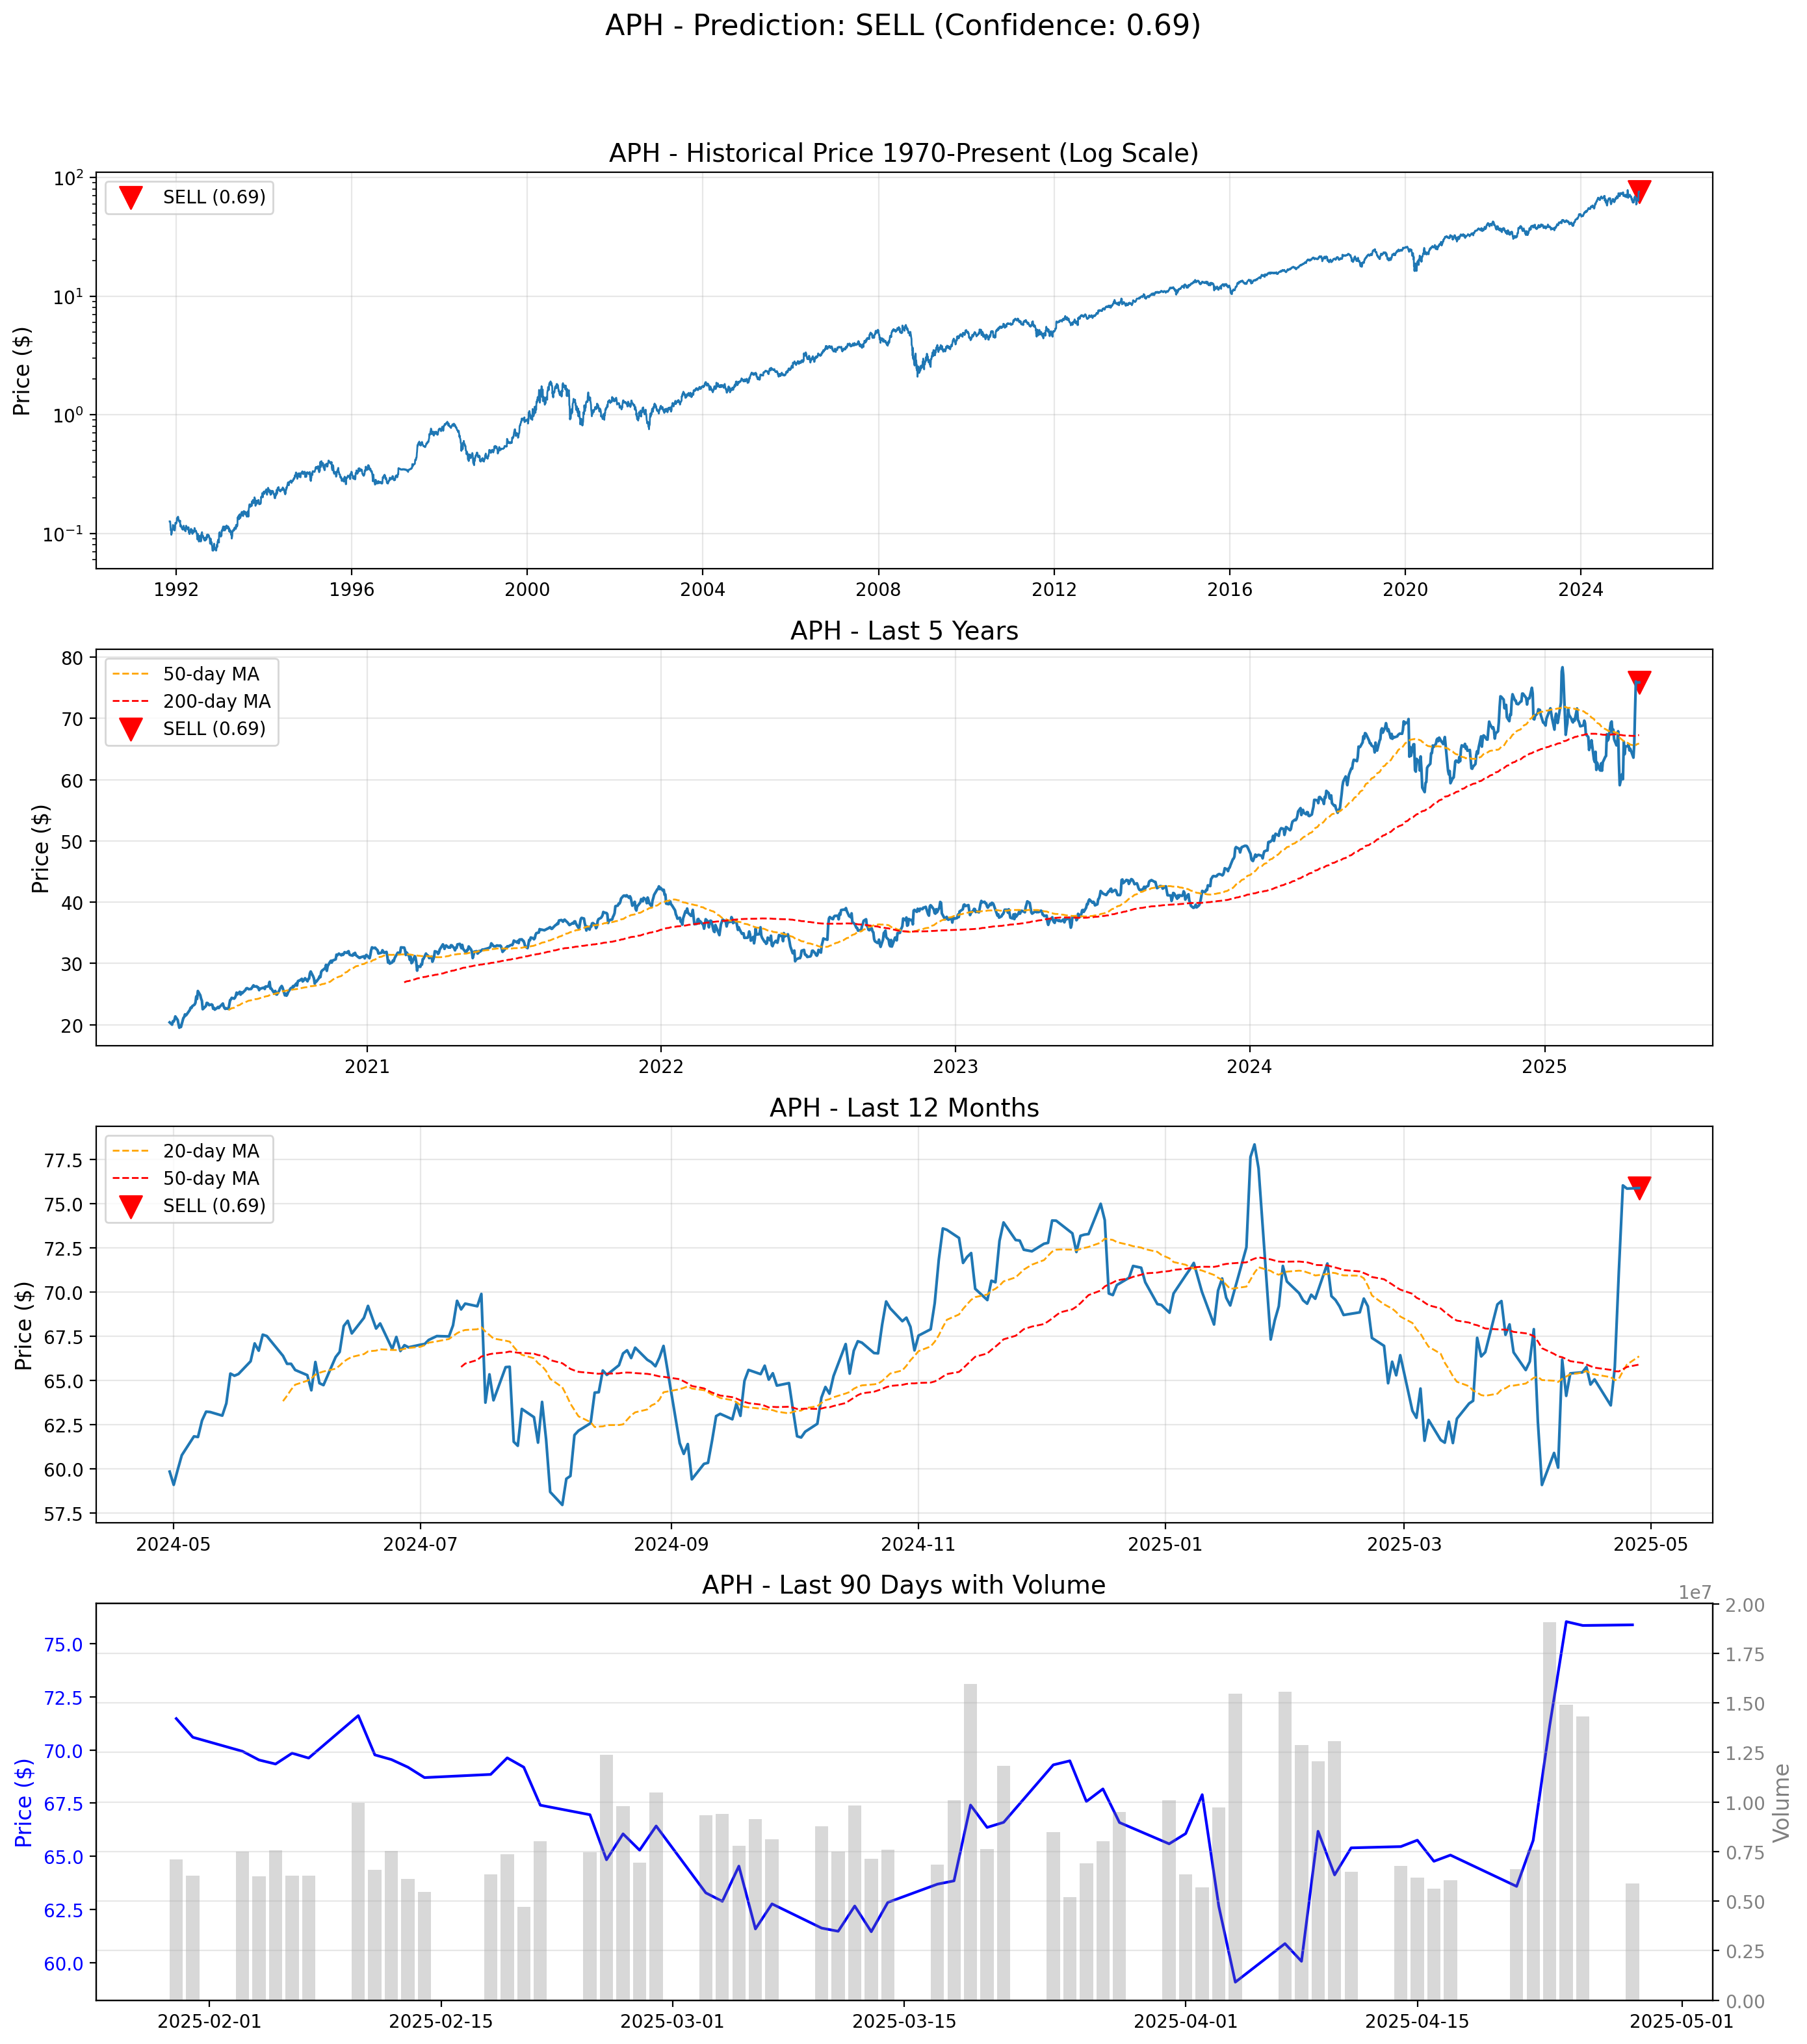 APH - Prediction: SELL (Confidence: 0.69)
APH - Historical Price 1970-Present (Log Scale)
SELL (0.69)
Price ($)
10²
10¹
10⁰
10⁻¹
1992 1996 2000 2004 2008 2012 2016 2020 2024
APH - Last 5 Years
50-day MA
200-day MA
SELL (0.69)
Price ($)
80
70
60
50
40
30
20
2021 2022 2023 2024 2025
APH - Last 12 Months
20-day MA
50-day MA
SELL (0.69)
Price ($)
77.5
75.0
72.5
70.0
67.5
65.0
62.5
60.0
57.5
2024-05 2024-07 2024-09 2024-11 2025-01 2025-03 2025-05
APH - Last 90 Days with Volume
1e7
Price ($)
75.0
72.5
70.0
67.5
65.0
62.5
60.0
2.00
1.75
1.50
1.25
1.00
0.75
0.50
0.25
0.00
Volume
2025-02-01 2025-02-15 2025-03-01 2025-03-15 2025-04-01 2025-04-15 2025-05-01